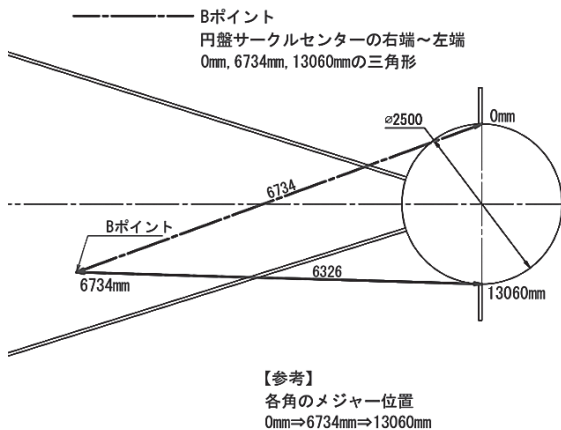 Bポイント
円盤サークルセンターの右端～左端
0mm,6734mm,13060mmの三角形
0mm
⌀2500
6734
Bポイント
6326
6734mm
13060mm
【参考】
各角のメジャー位置
0mm⇒6734mm⇒13060mm